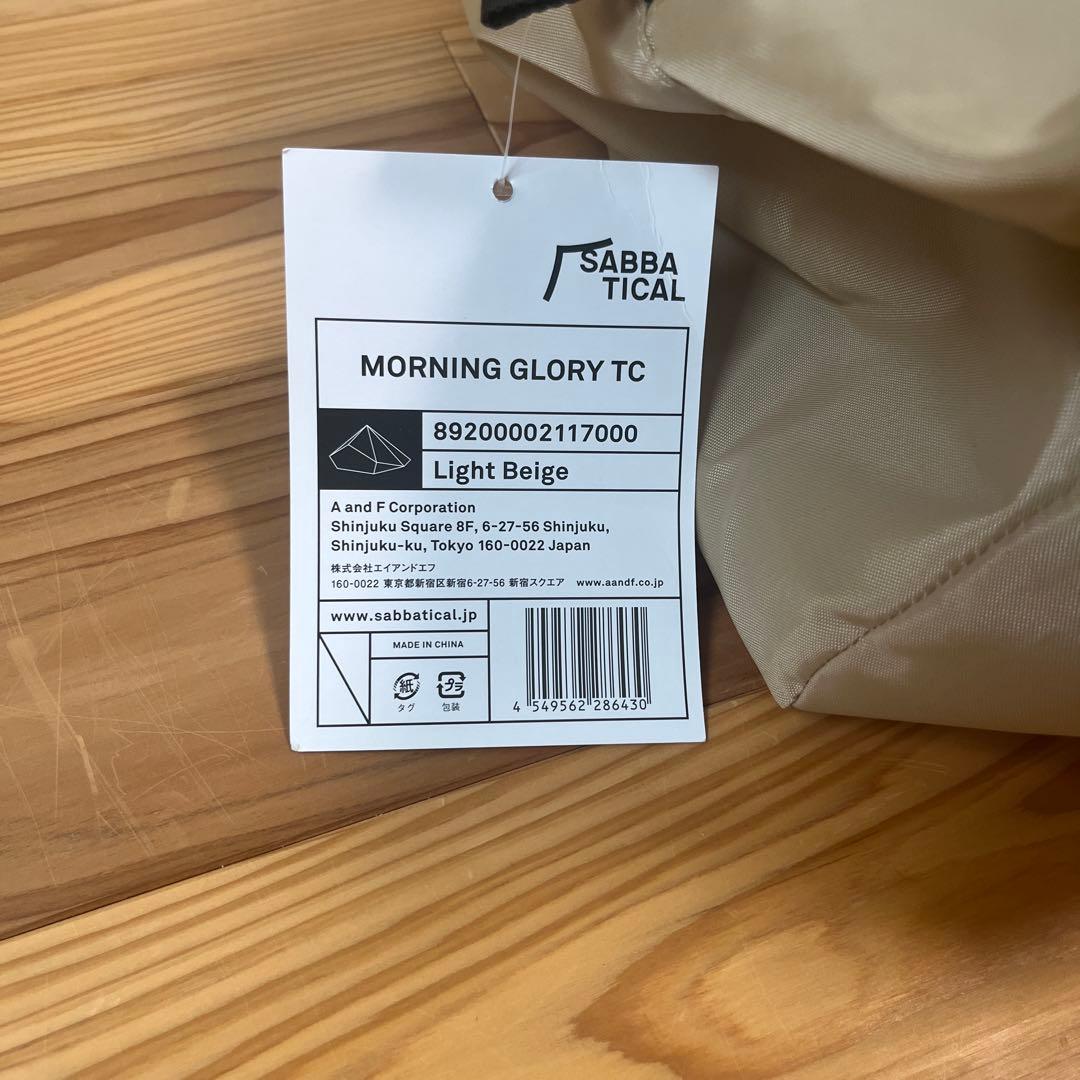 SABBA
TICAL
MORNING GLORY TC
89200002117000
Light Beige
A and F Corporation
Shinjuku Square 8F, 6-27-56 Shinjuku,
Shinjuku-ku, Tokyo 160-0022 Japan
株式会社エイアンドエフ
160-0022 東京都新宿区新宿6-27-56 新宿スクエア www.aandf.co.jp
www.sabbatical.jp
MADE IN CHINA
紙 プラ
タグ 包装
4 549562 286430